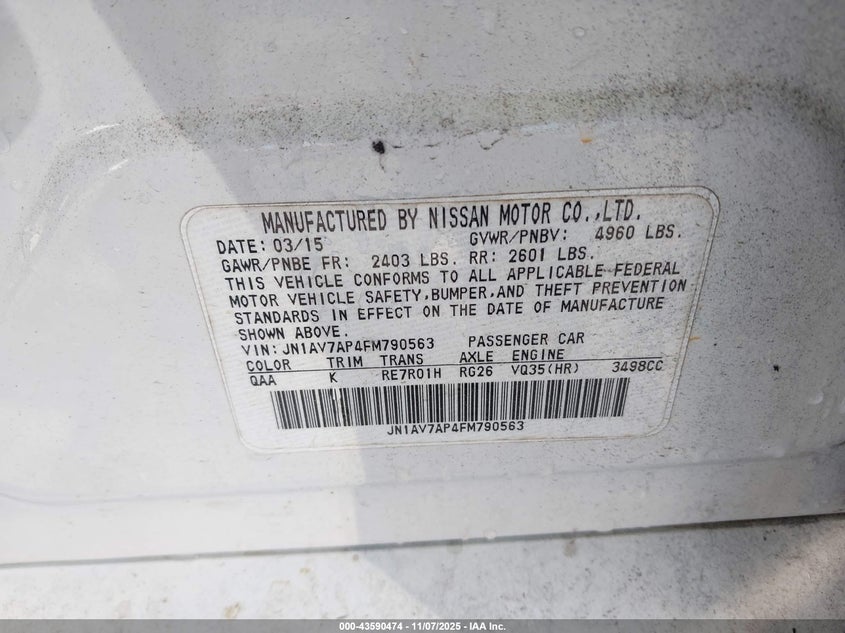 MANUFACTURED BY NISSAN MOTOR CO.,LTD.
DATE: 03/15 GVWR/PNBV: 4960 LBS.
GAWR/PNBE FR: 2403 LBS. RR: 2601 LBS.
THIS VEHICLE CONFORMS TO ALL APPLICABLE FEDERAL
MOTOR VEHICLE SAFETY,BUMPER,AND THEFT PREVENTION
STANDARDS IN EFFECT ON THE DATE OF MANUFACTURE
SHOWN ABOVE.
VIN: JN1AV7AP4FM790563 PASSENGER CAR
COLOR TRIM TRANS AXLE ENGINE
QAA K RE7R01H RG26 VQ35(HR) 3498CC
JN1AV7AP4FM790563
000-43590474 - 11/07/2025 - IAA Inc.